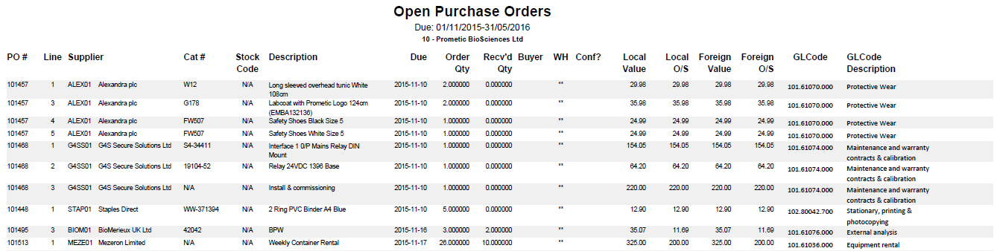 Open Purchase Orders
Due: 01/11/2015-31/05/2016
10 - Prometic BioSciences Ltd
PO # Line Supplier Cat # Stock Description Due Order Recv'd Buyer WH Conf? Local Local Foreign Foreign GLCode GLCode
Code Qty Qty Value O/S Value O/S Description
101457 1 ALEX01 Alexandra plc W12 N/A Long sleeved overhead tunic White 2015-11-10 2.000000 0.000000 ** 29.98 29.98 29.98 29.98 101.61070.000 Protective Wear
108cm
101457 3 ALEX01 Alexandra plc G178 N/A Labcoat with Prometic Logo 124cm 2015-11-10 2.000000 0.000000 ** 35.98 35.98 35.98 35.98 101.61070.000 Protective Wear
(EMBA132136)
101457 4 ALEX01 Alexandra plc FW507 N/A Safety Shoes Black Size 5 2015-11-10 1.000000 0.000000 ** 24.99 24.99 24.99 24.99 101.61070.000 Protective Wear
101457 5 ALEX01 Alexandra plc FW507 N/A Safety Shoes White Size 5 2015-11-10 1.000000 0.000000 ** 24.99 24.99 24.99 24.99 101.61070.000 Protective Wear
101468 1 G4SS01 G4S Secure Solutions Ltd S4-34411 N/A Interface 1 0/P Mains Relay DIN 2015-11-10 1.000000 0.000000 ** 154.05 154.05 154.05 154.05 101.61074.000 Maintenance and warranty
Mount contracts & calibration
101468 2 G4SS01 G4S Secure Solutions Ltd 19104-52 N/A Relay 24VDC 1396 Base 2015-11-10 1.000000 0.000000 ** 64.20 64.20 64.20 64.20 101.61074.000 Maintenance and warranty
contracts & calibration
101468 3 G4SS01 G4S Secure Solutions Ltd N/A N/A Install & commissioning 2015-11-10 1.000000 0.000000 ** 220.00 220.00 220.00 220.00 101.61074.000 Maintenance and warranty
contracts & calibration
101448 1 STAP01 Staples Direct WW-371394 N/A 2 Ring PVC Binder A4 Blue 2015-11-10 5.000000 0.000000 ** 12.90 12.90 12.90 12.90 102.80042.700 Stationary, printing &
photocopying
101495 3 BIOM01 BioMerieux UK Ltd 42042 N/A BPW 2015-11-16 3.000000 2.000000 ** 35.07 11.69 35.07 11.69 101.61076.000 External analysis
101513 1 MEZE01 Mezeron Limited N/A N/A Weekly Container Rental 2015-11-17 26.000000 10.000000 ** 325.00 200.00 325.00 200.00 101.61036.000 Equipment rental